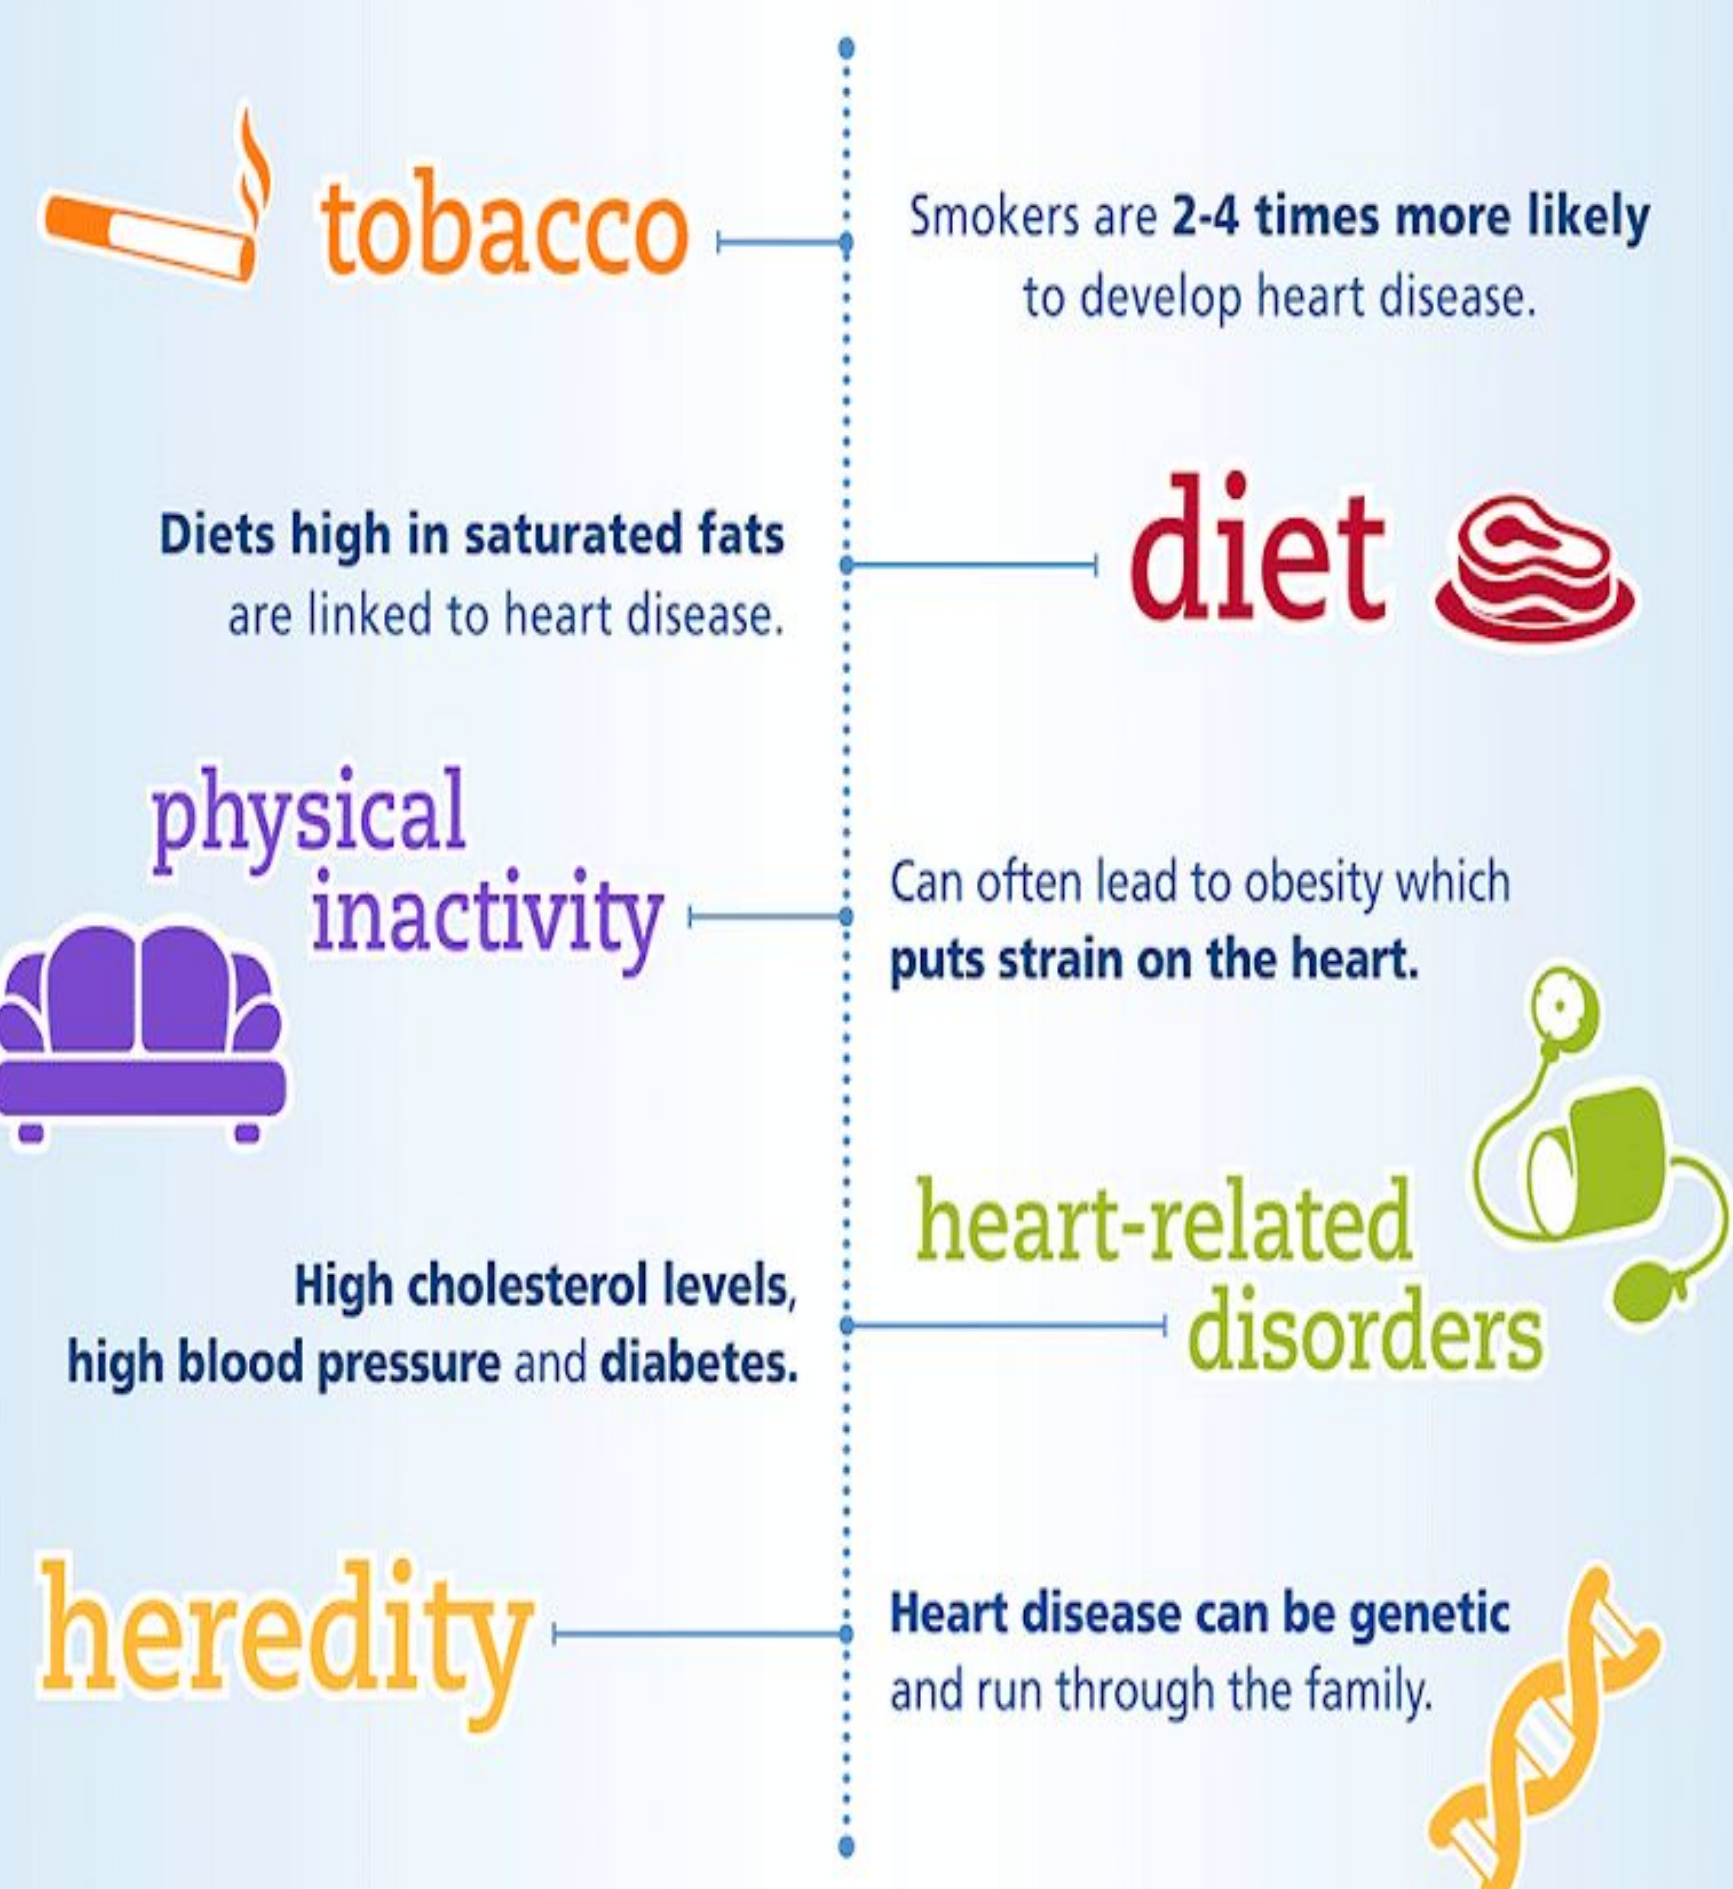 tobacco
Smokers are 2-4 times more likely
to develop heart disease.
Diets high in saturated fats
are linked to heart disease.
diet
physical
inactivity
Can often lead to obesity which
puts strain on the heart.
heart-related
disorders
High cholesterol levels,
high blood pressure and diabetes.
heredity
Heart disease can be genetic
and run through the family.